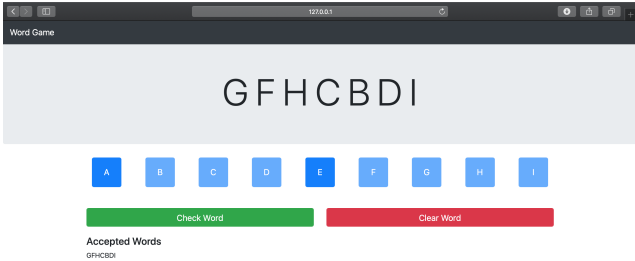 127.0.0.1
Word Game
GFHCBDI
A B C D E F G H I
Check Word Clear Word
Accepted Words
GFHCBDI